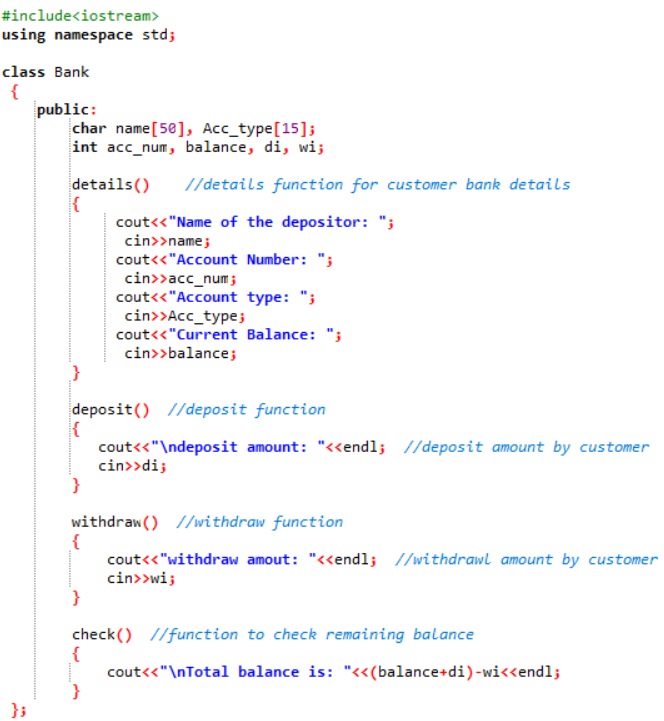 #include<iostream>
using namespace std;
class Bank
{
public:
char name[50], Acc_type[15];
int acc_num, balance, di, wi;
details()    //details function for customer bank details
{
cout<<"Name of the depositor: ";
cin>>name;
cout<<"Account Number: ";
cin>>acc_num;
cout<<"Account type: ";
cin>>Acc_type;
cout<<"Current Balance: ";
cin>>balance;
}
deposit()  //deposit function
{
cout<<"\ndeposit amount: "<<endl;  //deposit amount by customer
cin>>di;
}
withdraw()  //withdraw function
{
cout<<"withdraw amout: "<<endl;  //withdrawl amount by customer
cin>>wi;
}
check()  //function to check remaining balance
{
cout<<"\nTotal balance is: "<<(balance+di)-wi<<endl;
}
};